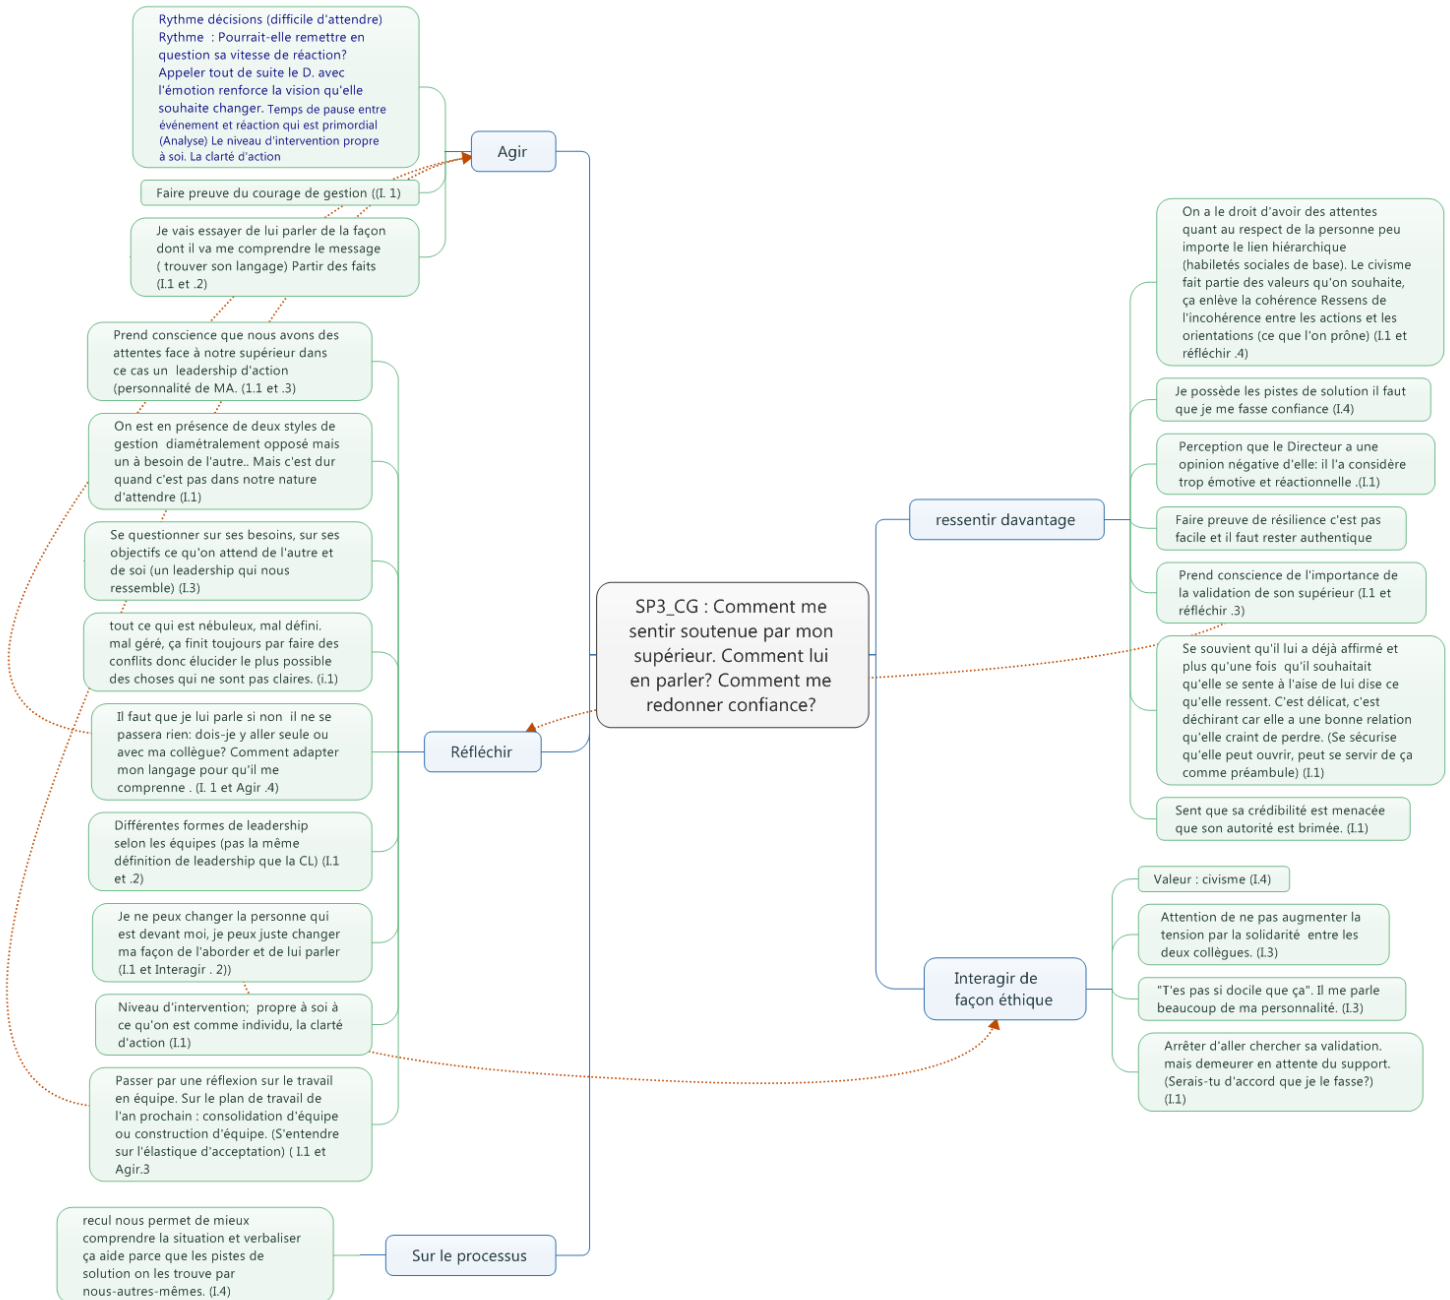 Rythme décisions (difficile d'attendre)
Rythme  : Pourrait-elle remettre en
question sa vitesse de réaction?
Appeler tout de suite le D. avec
l'émotion renforce la vision qu'elle
souhaite changer. Temps de pause entre
événement et réaction qui est primordial
(Analyse) Le niveau d'intervention propre
à soi. La clarté d'action
Agir
Faire preuve du courage de gestion ((I. 1)
Je vais essayer de lui parler de la façon
dont il va me comprendre le message
( trouver son langage) Partir des faits
(I.1 et .2)
Prend conscience que nous avons des
attentes face à notre supérieur dans
ce cas un  leadership d'action
(personnalité de MA. (1.1 et .3)
On est en présence de deux styles de
gestion  diamétralement opposé mais
un à besoin de l'autre.. Mais c'est dur
quand c'est pas dans notre nature
d'attendre (I.1)
Se questionner sur ses besoins, sur ses
objectifs ce qu'on attend de l'autre et
de soi (un leadership qui nous
ressemble) (I.3)
tout ce qui est nébuleux, mal défini.
mal géré, ça finit toujours par faire des
conflits donc élucider le plus possible
des choses qui ne sont pas claires. (i.1)
Il faut que je lui parle si non  il ne se
passera rien: dois-je y aller seule ou
avec ma collègue? Comment adapter
mon langage pour qu'il me
comprenne . (I. 1 et Agir .4)
Réfléchir
Différentes formes de leadership
selon les équipes (pas la même
définition de leadership que la CL) (I.1
et .2)
Je ne peux changer la personne qui
est devant moi, je peux juste changer
ma façon de l'aborder et de lui parler
(I.1 et Interagir . 2))
Niveau d'intervention;  propre à soi à
ce qu'on est comme individu, la clarté
d'action (I.1)
Passer par une réflexion sur le travail
en équipe. Sur le plan de travail de
l'an prochain : consolidation d'équipe
ou construction d'équipe. (S'entendre
sur l'élastique d'acceptation) ( I.1 et
Agir.3
recul nous permet de mieux
comprendre la situation et verbaliser
ça aide parce que les pistes de
solution on les trouve par
nous-autres-mêmes. (I.4)
Sur le processus
SP3_CG : Comment me
sentir soutenue par mon
supérieur. Comment lui
en parler? Comment me
redonner confiance?
ressentir davantage
On a le droit d'avoir des attentes
quant au respect de la personne peu
importe le lien hiérarchique
(habiletés sociales de base). Le civisme
fait partie des valeurs qu'on souhaite,
ça enlève la cohérence Ressens de
l'incohérence entre les actions et les
orientations (ce que l'on prône) (I.1 et
réfléchir .4)
Je possède les pistes de solution il faut
que je me fasse confiance (I.4)
Perception que le Directeur a une
opinion négative d'elle: il l'a considère
trop émotive et réactionnelle .(I.1)
Faire preuve de résilience c'est pas
facile et il faut rester authentique
Prend conscience de l'importance de
la validation de son supérieur (I.1 et
réfléchir .3)
Se souvient qu'il lui a déjà affirmé et
plus qu'une fois  qu'il souhaitait
qu'elle se sente à l'aise de lui dise ce
qu'elle ressent. C'est délicat, c'est
déchirant car elle a une bonne relation
qu'elle craint de perdre. (Se sécurise
qu'elle peut ouvrir, peut se servir de ça
comme préambule) (I.1)
Sent que sa crédibilité est menacée
que son autorité est brimée. (I.1)
Interagir de
façon éthique
Valeur : civisme (I.4)
Attention de ne pas augmenter la
tension par la solidarité  entre les
deux collègues. (I.3)
"T'es pas si docile que ça". Il me parle
beaucoup de ma personnalité. (I.3)
Arrêter d'aller chercher sa validation.
mais demeurer en attente du support.
(Serais-tu d'accord que je le fasse?)
(I.1)